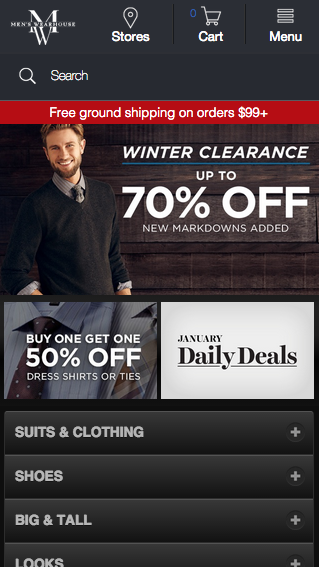 M
MEN'S WEARHOUSE
W
Stores
0
Cart
Menu
Search
Free ground shipping on orders $99+
WINTER CLEARANCE
UP TO
70% OFF
NEW MARKDOWNS ADDED
BUY ONE GET ONE
50% OFF
DRESS SHIRTS OR TIES
JANUARY
Daily Deals
SUITS & CLOTHING
SHOES
BIG & TALL
LOOKS